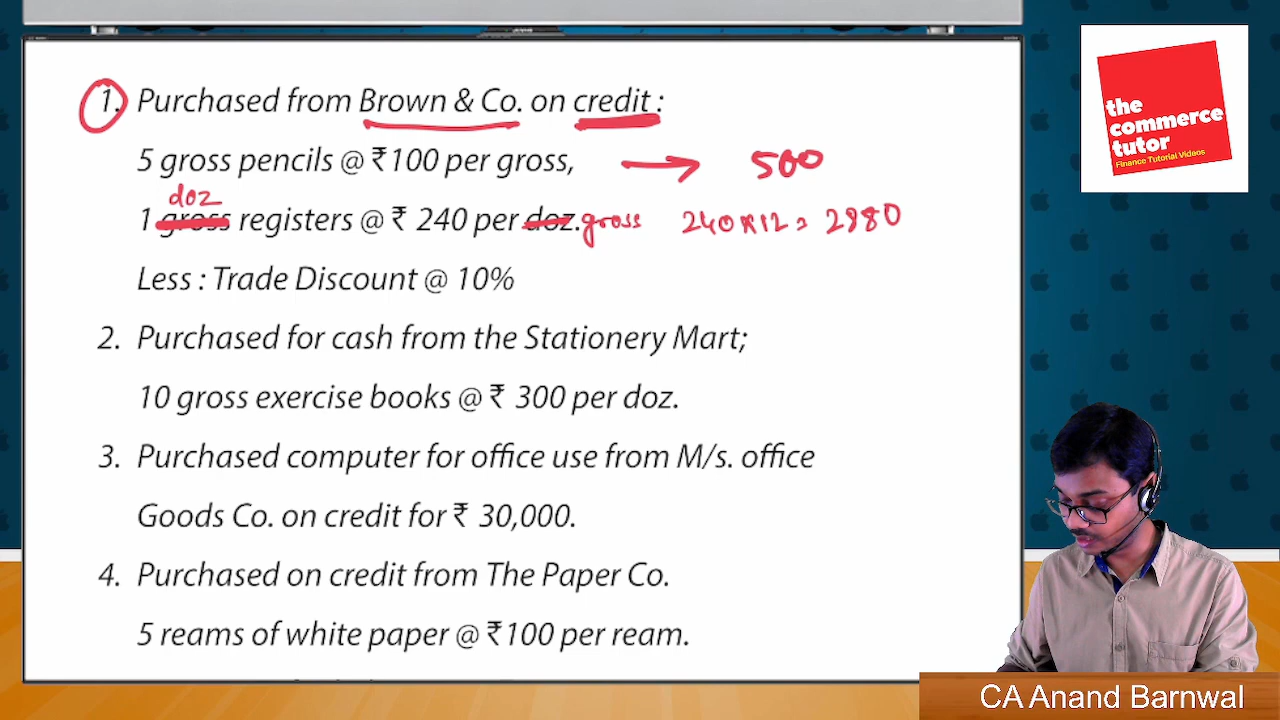 1. Purchased from Brown & Co. on credit :
5 gross pencils @ ₹100 per gross, → 500
doz
1 gross registers @ ₹ 240 per doz. gross 240×12 = 2880
Less : Trade Discount @ 10%
2. Purchased for cash from the Stationery Mart;
10 gross exercise books @ ₹ 300 per doz.
3. Purchased computer for office use from M/s. office
Goods Co. on credit for ₹ 30,000.
4. Purchased on credit from The Paper Co.
5 reams of white paper @ ₹100 per ream.
the
commerce
tutor
Finance Tutorial Videos
CA Anand Barnwal